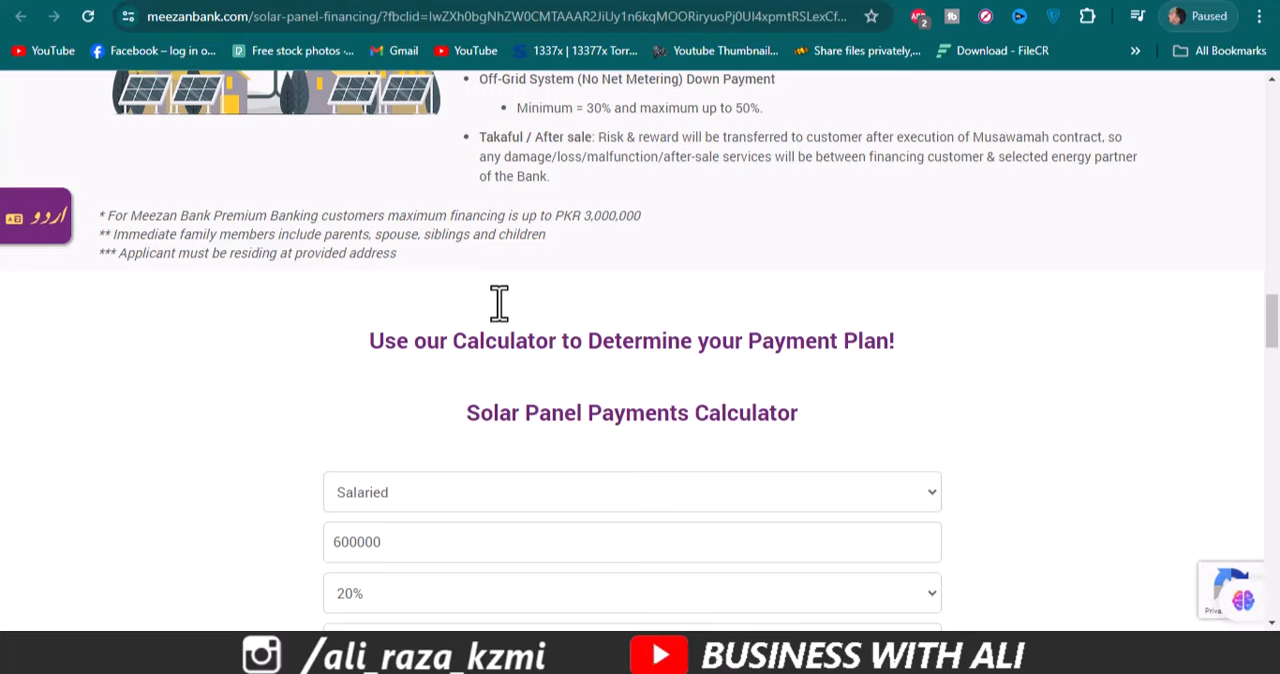 meezanbank.com/solar-panel-financing/?fbclid=IwZXh0bgNhZW0CMTAAAR2JiUy1n6kqMOORiryuoPj0UI4xpmtRSLexCf...
2
Paused
YouTube
Facebook – log in o...
Free stock photos -...
Gmail
YouTube
1337x | 13377x Torr...
Youtube Thumbnail...
Share files privately,...
Download - FileCR
»
All Bookmarks
Off-Grid System (No Net Metering) Down Payment
Minimum = 30% and maximum up to 50%.
Takaful / After sale: Risk & reward will be transferred to customer after execution of Musawamah contract, so
any damage/loss/malfunction/after-sale services will be between financing customer & selected energy partner
of the Bank.
اردو
* For Meezan Bank Premium Banking customers maximum financing is up to PKR 3,000,000
** Immediate family members include parents, spouse, siblings and children
*** Applicant must be residing at provided address
Use our Calculator to Determine your Payment Plan!
Solar Panel Payments Calculator
Salaried
600000
20%
/ali_raza_kzmi
BUSINESS WITH ALI